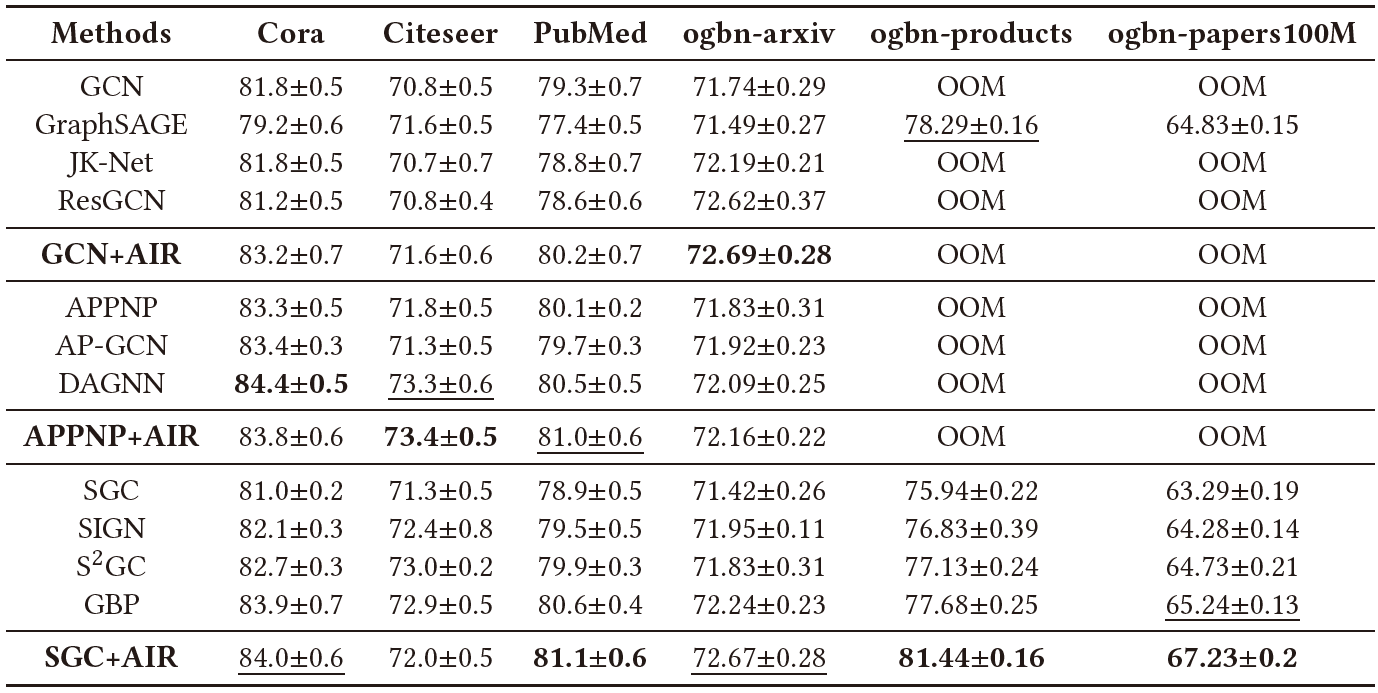 Methods Cora Citeseer PubMed ogbn-arxiv ogbn-products ogbn-papers100M
GCN 81.8±0.5 70.8±0.5 79.3±0.7 71.74±0.29 OOM OOM
GraphSAGE 79.2±0.6 71.6±0.5 77.4±0.5 71.49±0.27 78.29±0.16 64.83±0.15
JK-Net 81.8±0.5 70.7±0.7 78.8±0.7 72.19±0.21 OOM OOM
ResGCN 81.2±0.5 70.8±0.4 78.6±0.6 72.62±0.37 OOM OOM
GCN+AIR 83.2±0.7 71.6±0.6 80.2±0.7 72.69±0.28 OOM OOM
APPNP 83.3±0.5 71.8±0.5 80.1±0.2 71.83±0.31 OOM OOM
AP-GCN 83.4±0.3 71.3±0.5 79.7±0.3 71.92±0.23 OOM OOM
DAGNN 84.4±0.5 73.3±0.6 80.5±0.5 72.09±0.25 OOM OOM
APPNP+AIR 83.8±0.6 73.4±0.5 81.0±0.6 72.16±0.22 OOM OOM
SGC 81.0±0.2 71.3±0.5 78.9±0.5 71.42±0.26 75.94±0.22 63.29±0.19
SIGN 82.1±0.3 72.4±0.8 79.5±0.5 71.95±0.11 76.83±0.39 64.28±0.14
S²GC 82.7±0.3 73.0±0.2 79.9±0.3 71.83±0.31 77.13±0.24 64.73±0.21
GBP 83.9±0.7 72.9±0.5 80.6±0.4 72.24±0.23 77.68±0.25 65.24±0.13
SGC+AIR 84.0±0.6 72.0±0.5 81.1±0.6 72.67±0.28 81.44±0.16 67.23±0.2